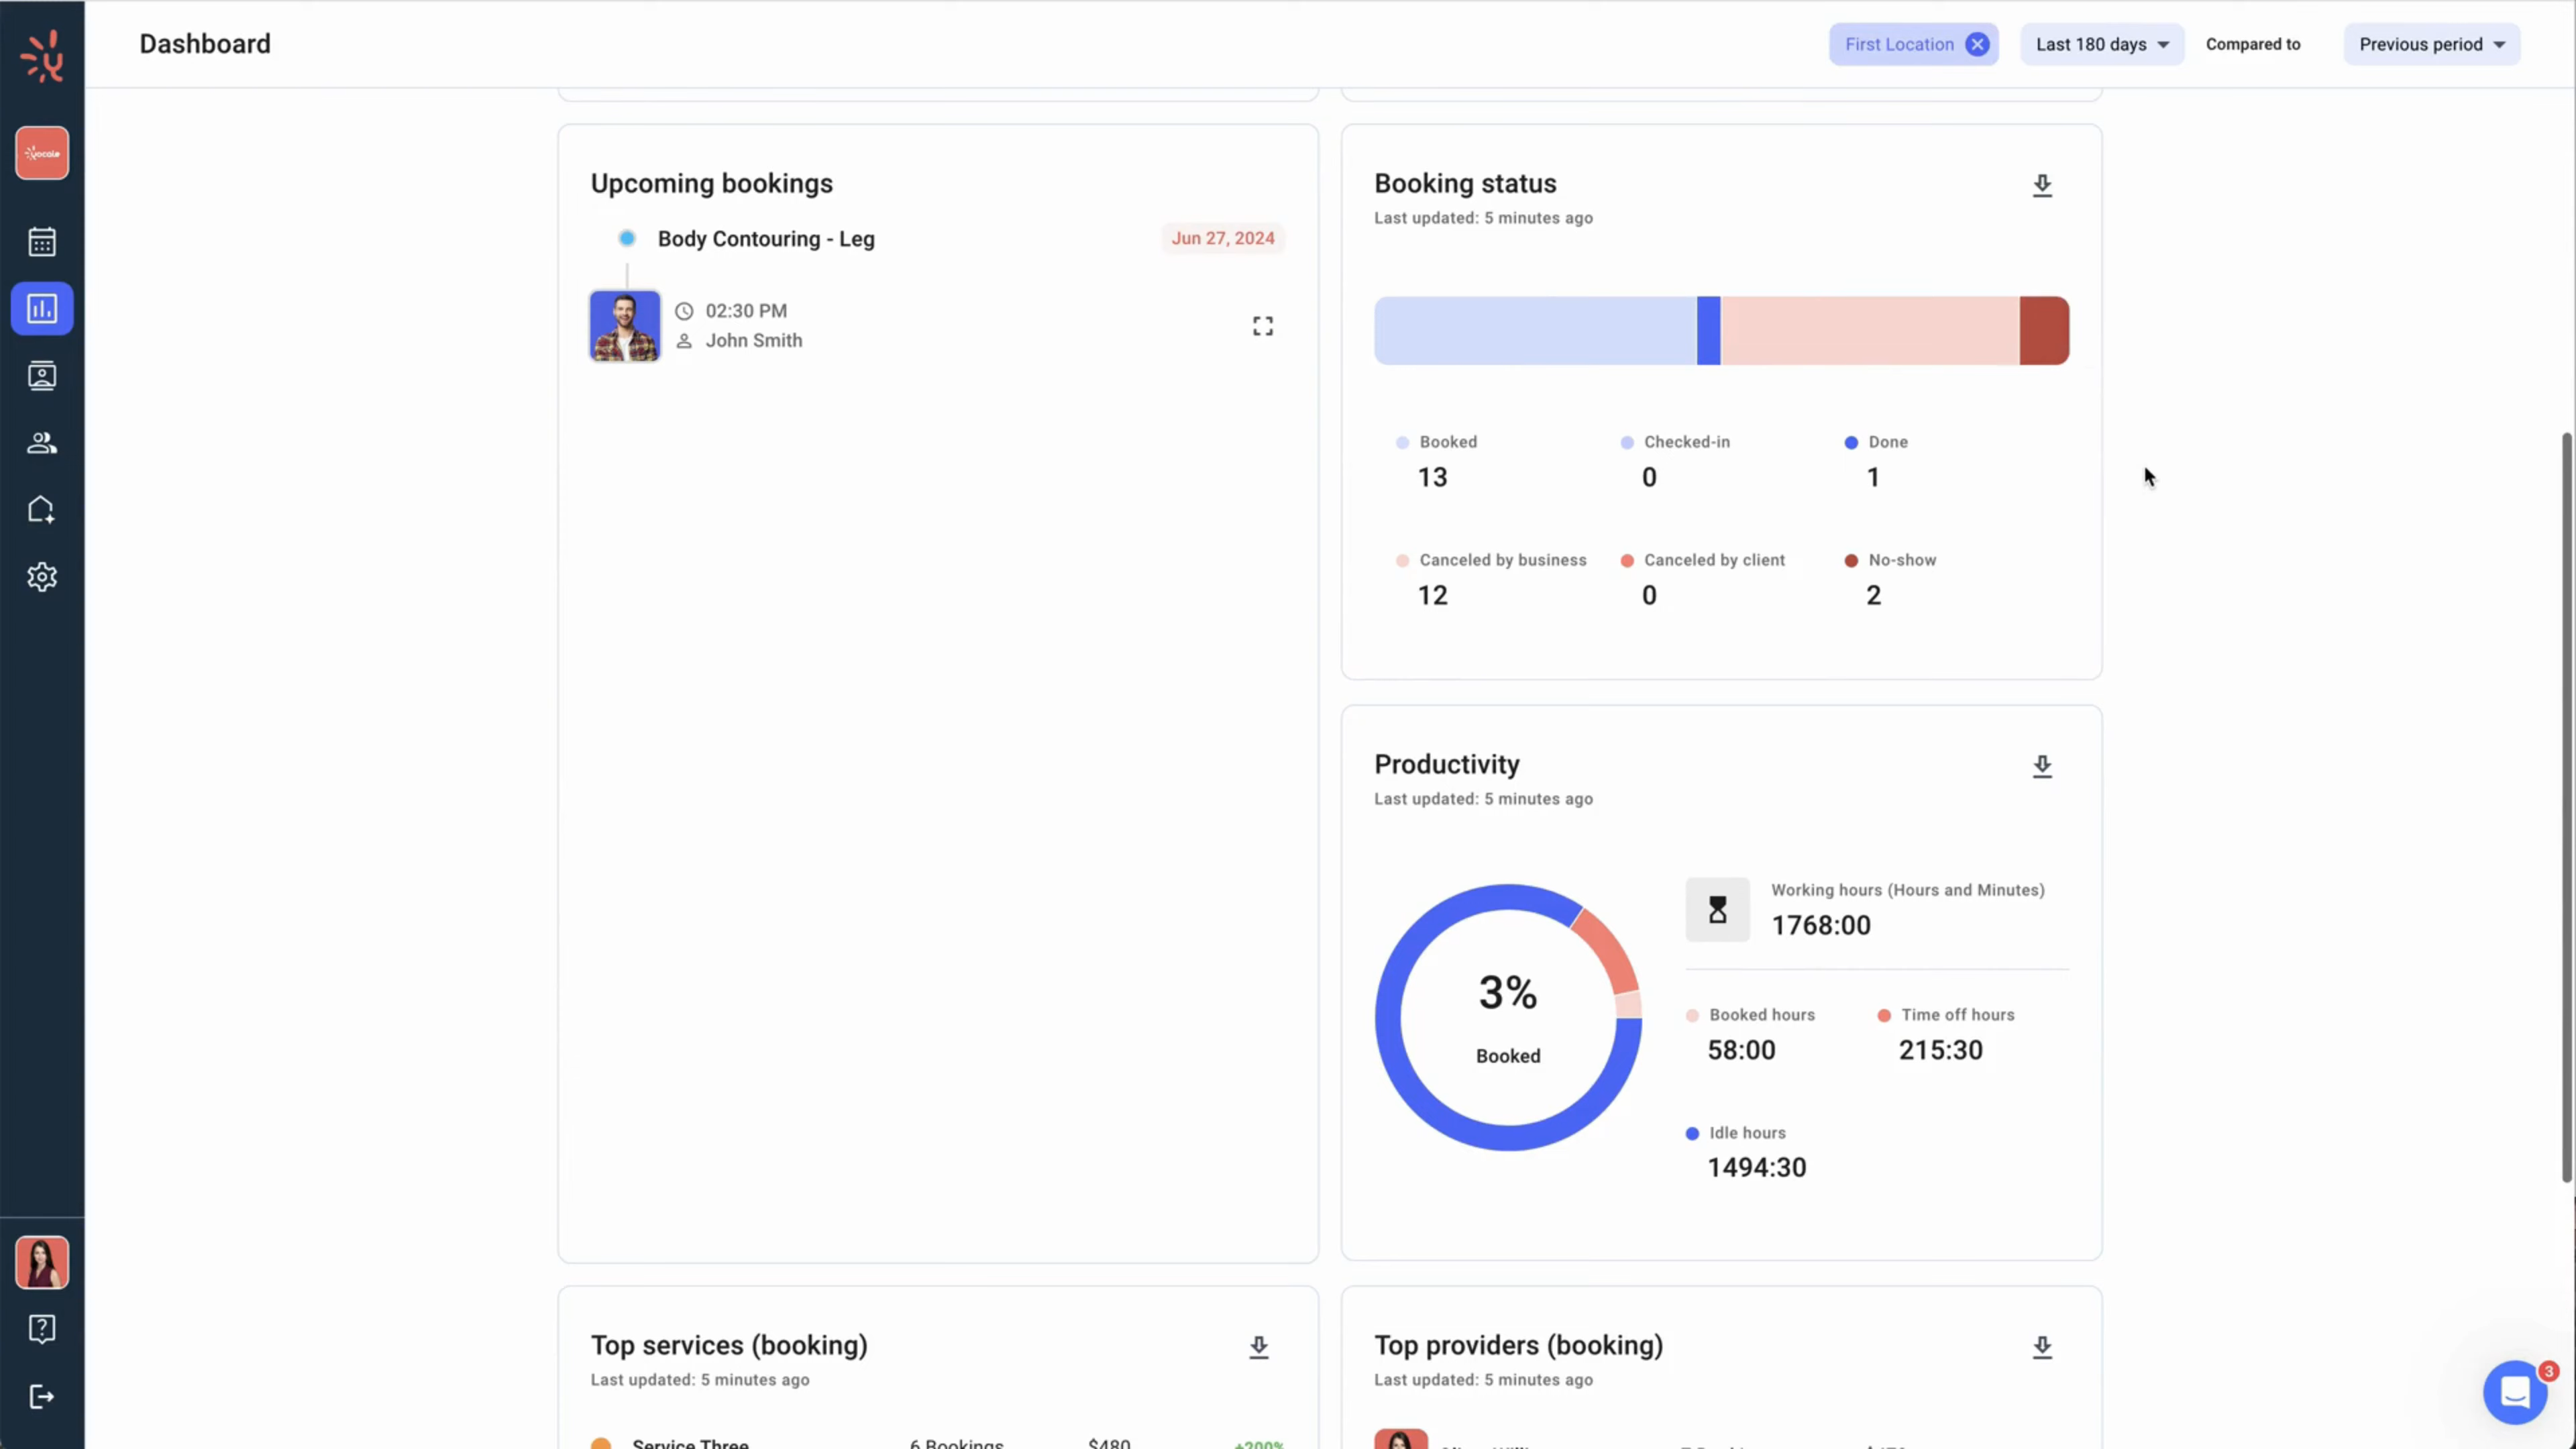 Dashboard
First Location
Last 180 days
Compared to
Previous period
yocale
Upcoming bookings
Body Contouring - Leg
Jun 27, 2024
02:30 PM
John Smith
Booking status
Last updated: 5 minutes ago
Booked
Checked-in
Done
13
0
1
Canceled by business
Canceled by client
No-show
12
0
2
Productivity
Last updated: 5 minutes ago
3%
Booked
Working hours (Hours and Minutes)
1768:00
Booked hours
Time off hours
58:00
215:30
Idle hours
1494:30
Top services (booking)
Last updated: 5 minutes ago
Service Three
6 Bookings
$480
+200%
Top providers (booking)
Last updated: 5 minutes ago
3